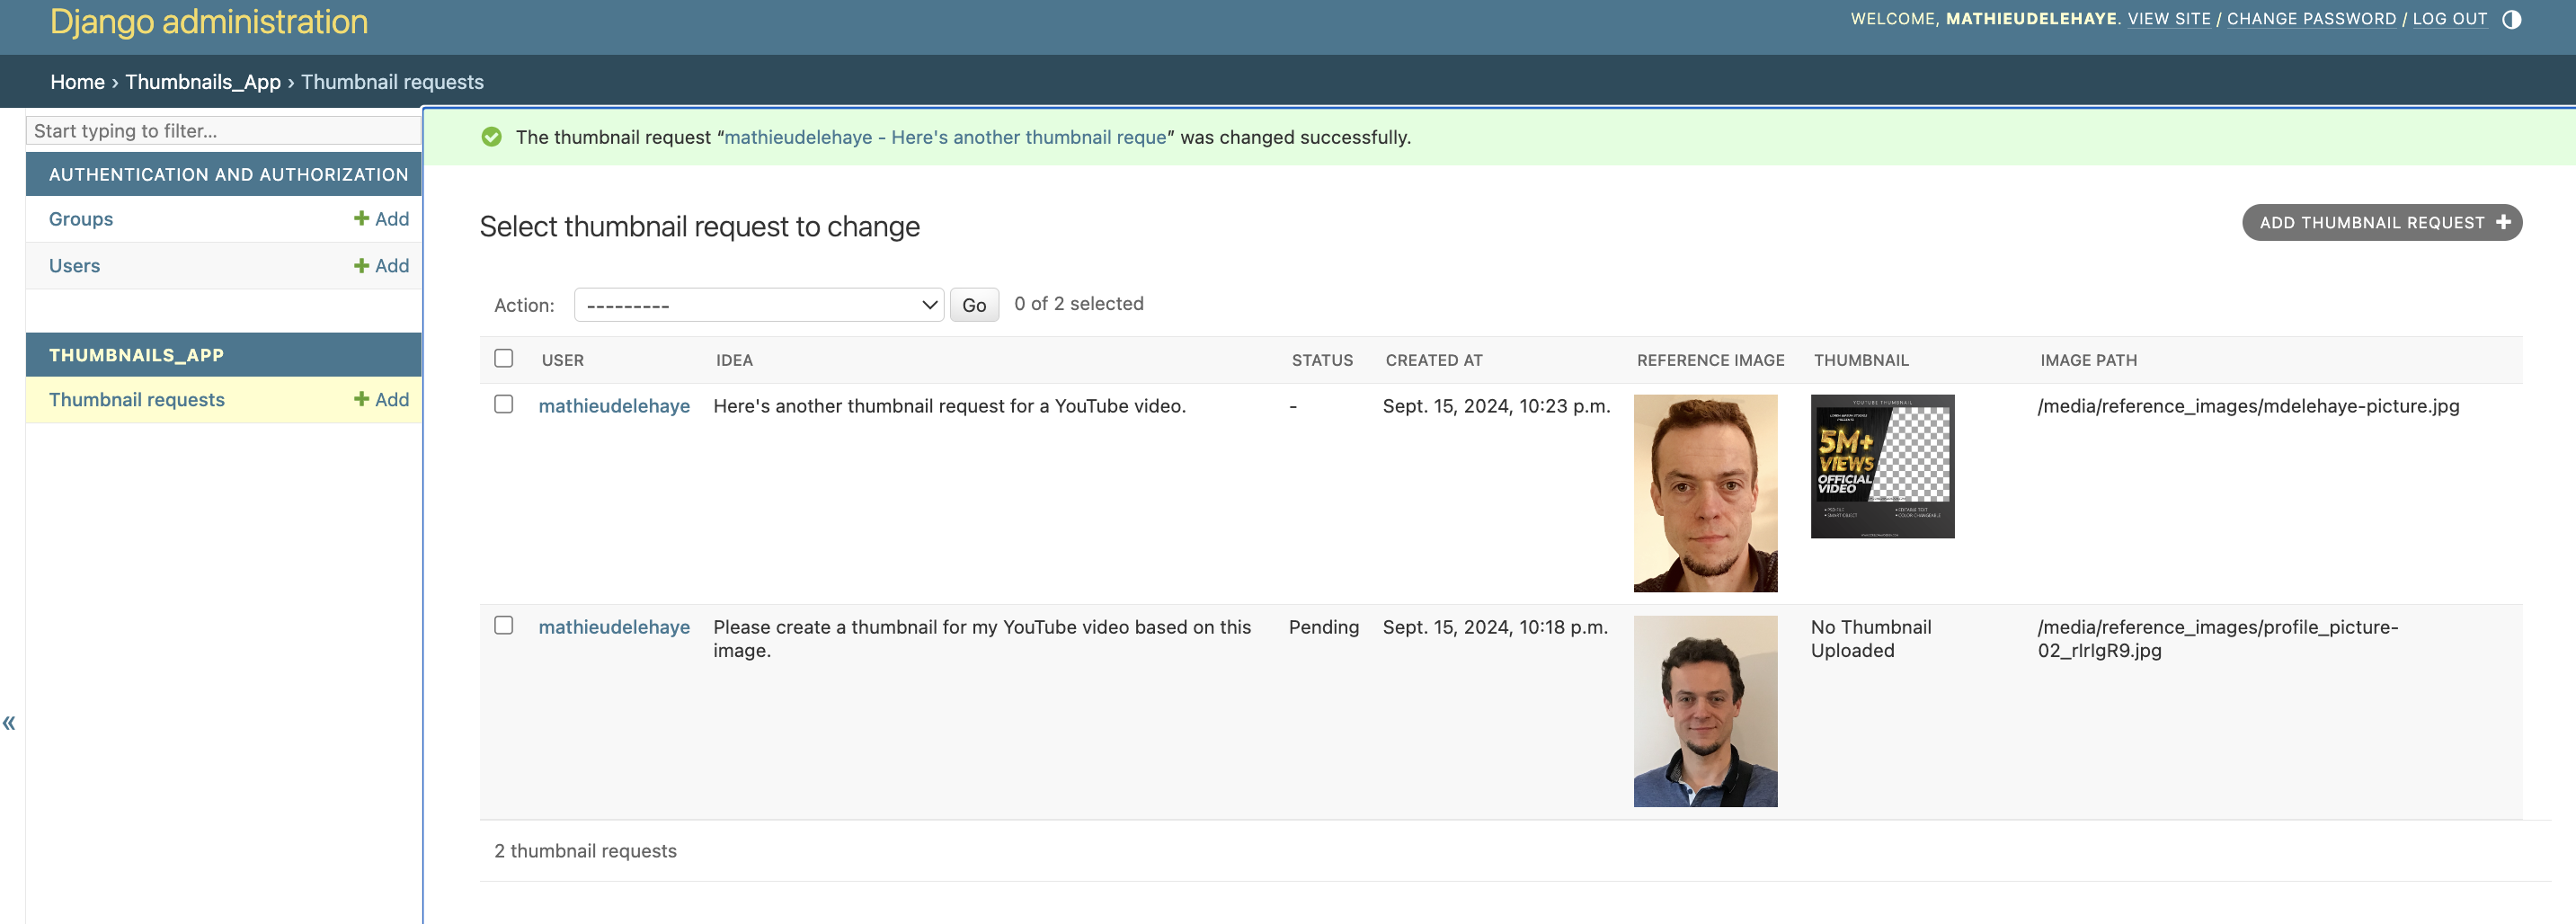 Django administration
WELCOME, MATHIEUDELEHAYE. VIEW SITE / CHANGE PASSWORD / LOG OUT
Home › Thumbnails_App › Thumbnail requests
Start typing to filter...
AUTHENTICATION AND AUTHORIZATION
Groups + Add
Users + Add
THUMBNAILS_APP
Thumbnail requests + Add
«
The thumbnail request “mathieudelehaye - Here's another thumbnail reque” was changed successfully.
Select thumbnail request to change
ADD THUMBNAIL REQUEST +
Action: --------- Go 0 of 2 selected
USER IDEA STATUS CREATED AT REFERENCE IMAGE THUMBNAIL IMAGE PATH
mathieudelehaye Here's another thumbnail request for a YouTube video. - Sept. 15, 2024, 10:23 p.m. /media/reference_images/mdelehaye-picture.jpg
YOUTUBE THUMBNAIL
5M+
VIEWS
OFFICIAL
VIDEO
mathieudelehaye Please create a thumbnail for my YouTube video based on this Pending Sept. 15, 2024, 10:18 p.m. No Thumbnail /media/reference_images/profile_picture-
image. Uploaded 02_rIrIgR9.jpg
2 thumbnail requests